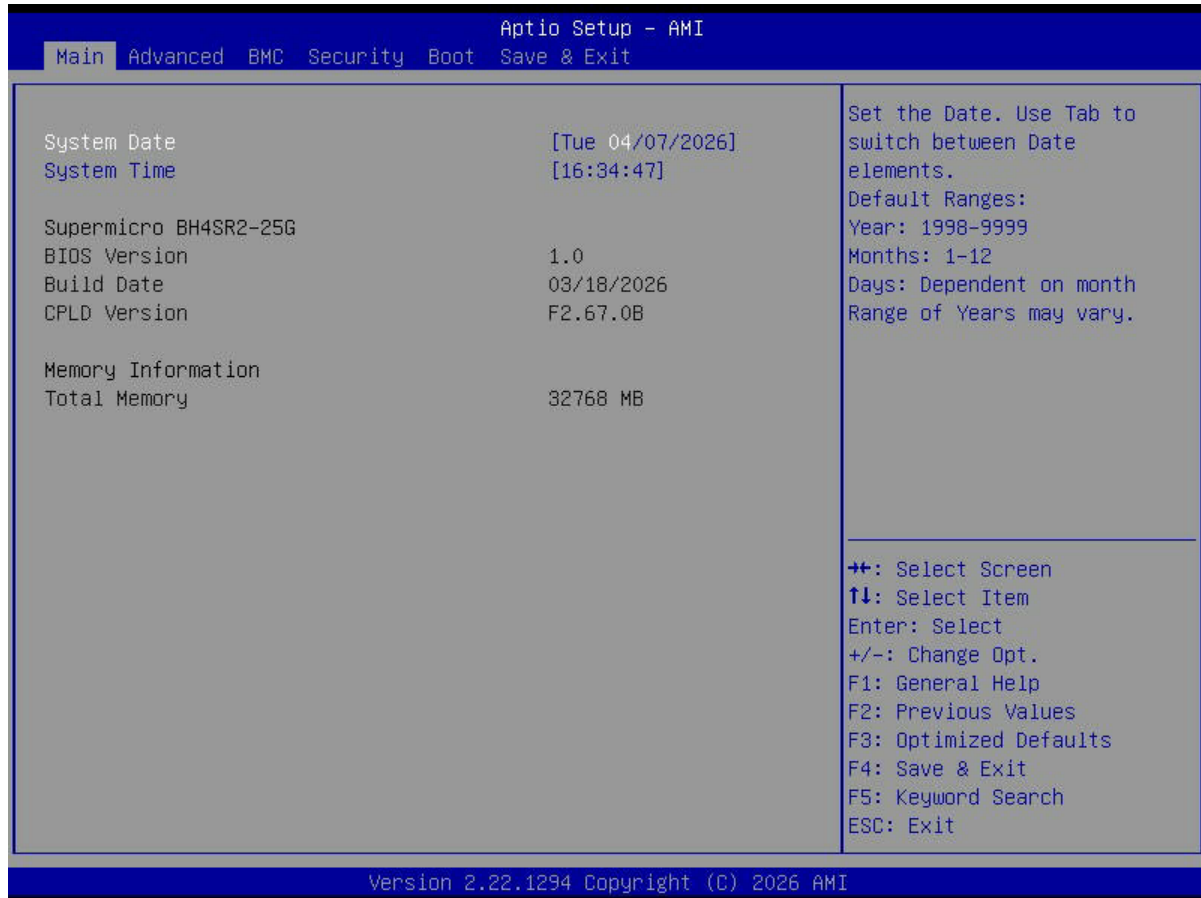 Aptio Setup – AMI
Main Advanced BMC Security Boot Save & Exit
System Date [Tue 04/07/2026]
System Time [16:34:47]
Supermicro BH4SR2-25G
BIOS Version 1.0
Build Date 03/18/2026
CPLD Version F2.67.0B
Memory Information
Total Memory 32768 MB
Set the Date. Use Tab to
switch between Date
elements.
Default Ranges:
Year: 1998-9999
Months: 1-12
Days: Dependent on month
Range of Years may vary.
→←: Select Screen
↑↓: Select Item
Enter: Select
+/-: Change Opt.
F1: General Help
F2: Previous Values
F3: Optimized Defaults
F4: Save & Exit
F5: Keyword Search
ESC: Exit
Version 2.22.1294 Copyright (C) 2026 AMI